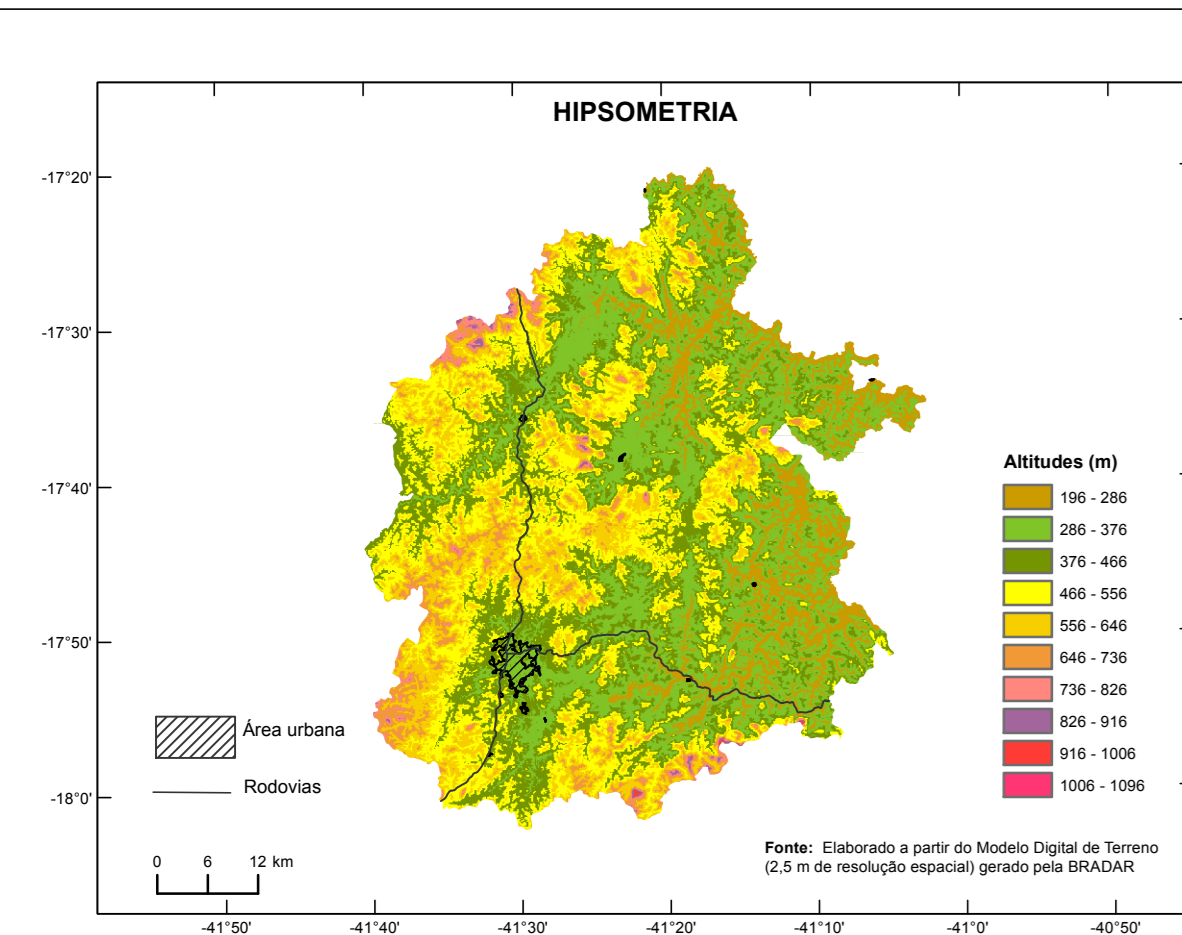 HIPSOMETRIA
-17°20'
-17°30'
-17°40'
-17°50'
-18°0'
Altitudes (m)
196 - 286
286 - 376
376 - 466
466 - 556
556 - 646
646 - 736
736 - 826
826 - 916
916 - 1006
1006 - 1096
Área urbana
Rodovias
0 6 12 km
Fonte: Elaborado a partir do Modelo Digital de Terreno
(2,5 m de resolução espacial) gerado pela BRADAR
-41°50' -41°40' -41°30' -41°20' -41°10' -41°0' -40°50'